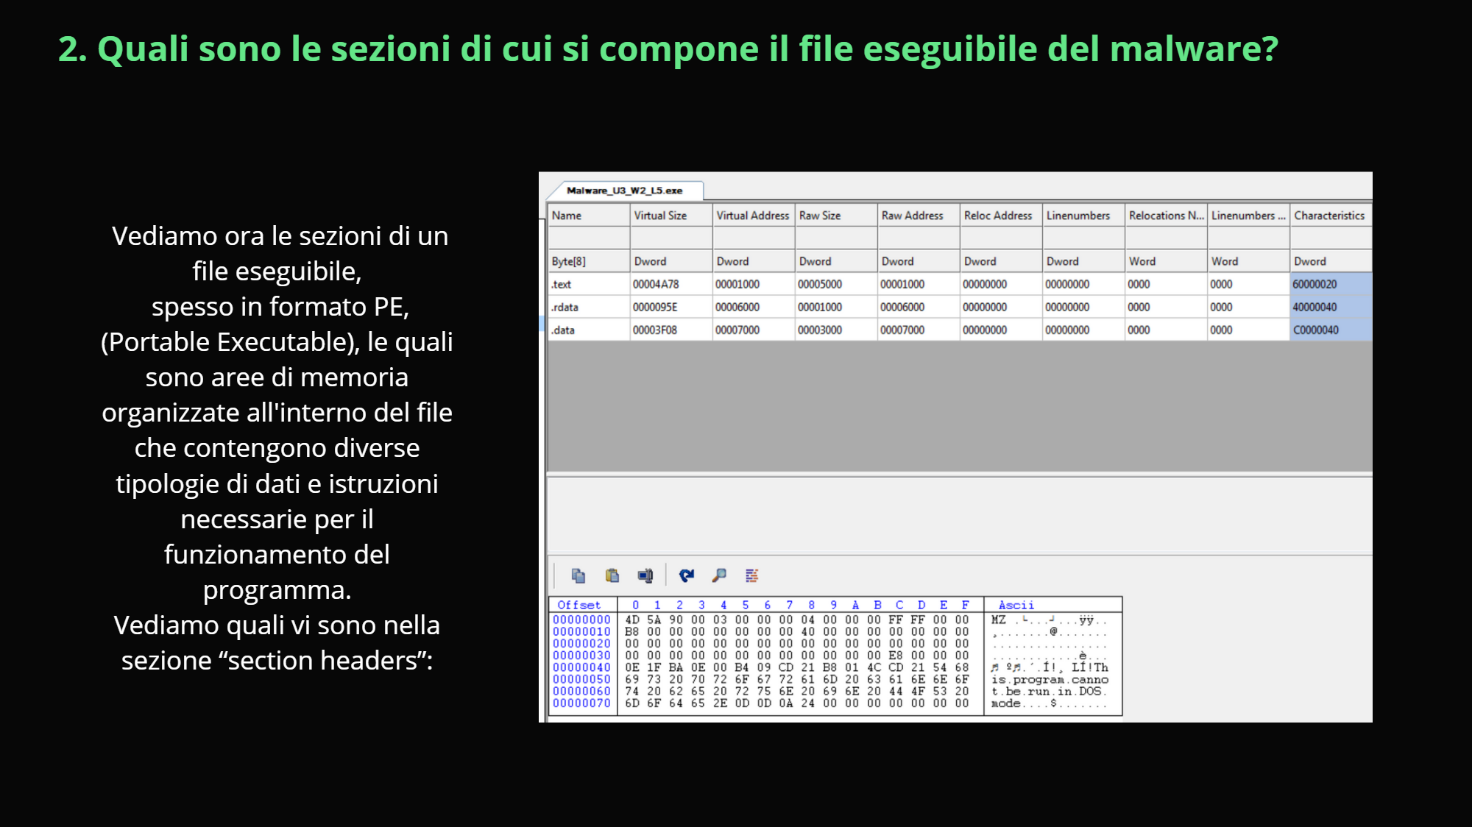 2. Quali sono le sezioni di cui si compone il file eseguibile del malware?
Vediamo ora le sezioni di un
file eseguibile,
spesso in formato PE,
(Portable Executable), le quali
sono aree di memoria
organizzate all'interno del file
che contengono diverse
tipologie di dati e istruzioni
necessarie per il
funzionamento del
programma.
Vediamo quali vi sono nella
sezione “section headers”:
Malware_U3_W2_L5.exe
Name Virtual Size Virtual Address Raw Size Raw Address Reloc Address Linenumbers Relocations N... Linenumbers ... Characteristics
Byte[8] Dword Dword Dword Dword Dword Dword Word Word Dword
.text 00004A78 00001000 00005000 00001000 00000000 00000000 0000 0000 60000020
.rdata 0000095E 00006000 00001000 00006000 00000000 00000000 0000 0000 40000040
.data 00003F08 00007000 00003000 00007000 00000000 00000000 0000 0000 C0000040
Offset 0 1 2 3 4 5 6 7 8 9 A B C D E F Ascii
00000000 4D 5A 90 00 03 00 00 00 04 00 00 00 FF FF 00 00 MZ .└...┘...ÿÿ..
00000010 B8 00 00 00 00 00 00 00 40 00 00 00 00 00 00 00 ¸.......@.......
00000020 00 00 00 00 00 00 00 00 00 00 00 00 00 00 00 00 ................
00000030 00 00 00 00 00 00 00 00 00 00 00 00 E8 00 00 00 ............è...
00000040 0E 1F BA 0E 00 B4 09 CD 21 B8 01 4C CD 21 54 68 ♬ º♬.´.Í!¸ LÍ!Th
00000050 69 73 20 70 72 6F 67 72 61 6D 20 63 61 6E 6E 6F is.program.canno
00000060 74 20 62 65 20 72 75 6E 20 69 6E 20 44 4F 53 20 t.be.run.in.DOS.
00000070 6D 6F 64 65 2E 0D 0D 0A 24 00 00 00 00 00 00 00 mode....$.......